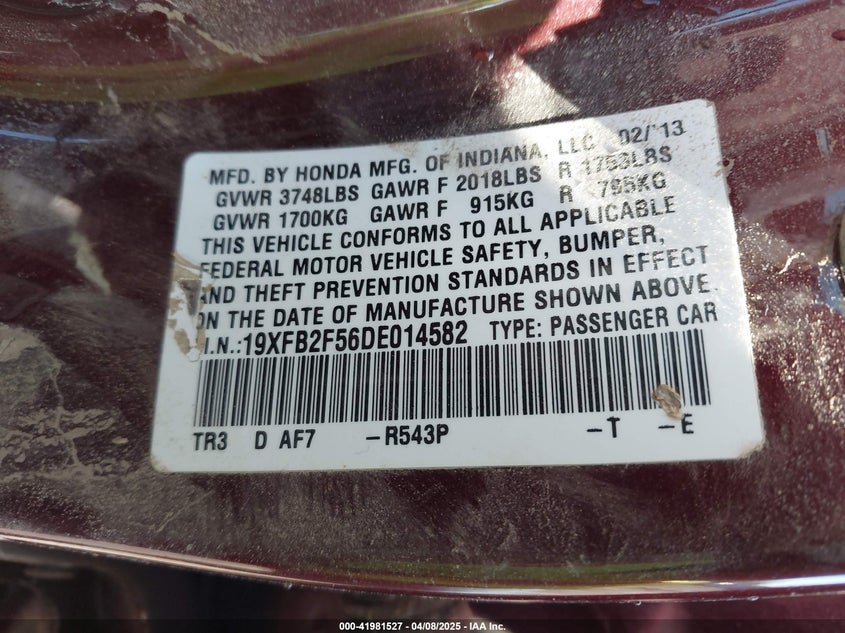 MFD. BY HONDA MFG. OF INDIANA, LLC 02/'13
GVWR 3748LBS GAWR F 2018LBS R 1753LBS
GVWR 1700KG GAWR F 915KG R 795KG
THIS VEHICLE CONFORMS TO ALL APPLICABLE
FEDERAL MOTOR VEHICLE SAFETY, BUMPER,
AND THEFT PREVENTION STANDARDS IN EFFECT
ON THE DATE OF MANUFACTURE SHOWN ABOVE.
V.I.N.:19XFB2F56DE014582 TYPE: PASSENGER CAR
TR3 D AF7 -R543P -T -E
000-41981527 04/08/2025 IAA Inc.